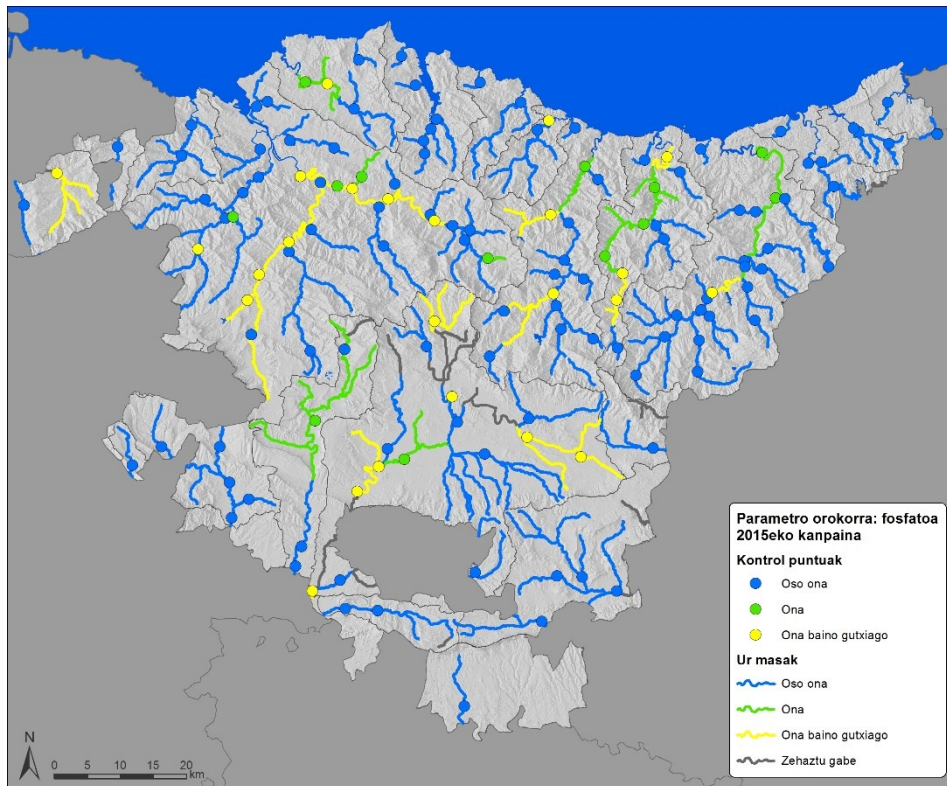 Parametro orokorra: fosfatoa
2015eko kanpaina
Kontrol puntuak
Oso ona
Ona
Ona baino gutxiago
Ur masak
Oso ona
Ona
Ona baino gutxiago
Zehaztu gabe
N
0 5 10 15 20
km